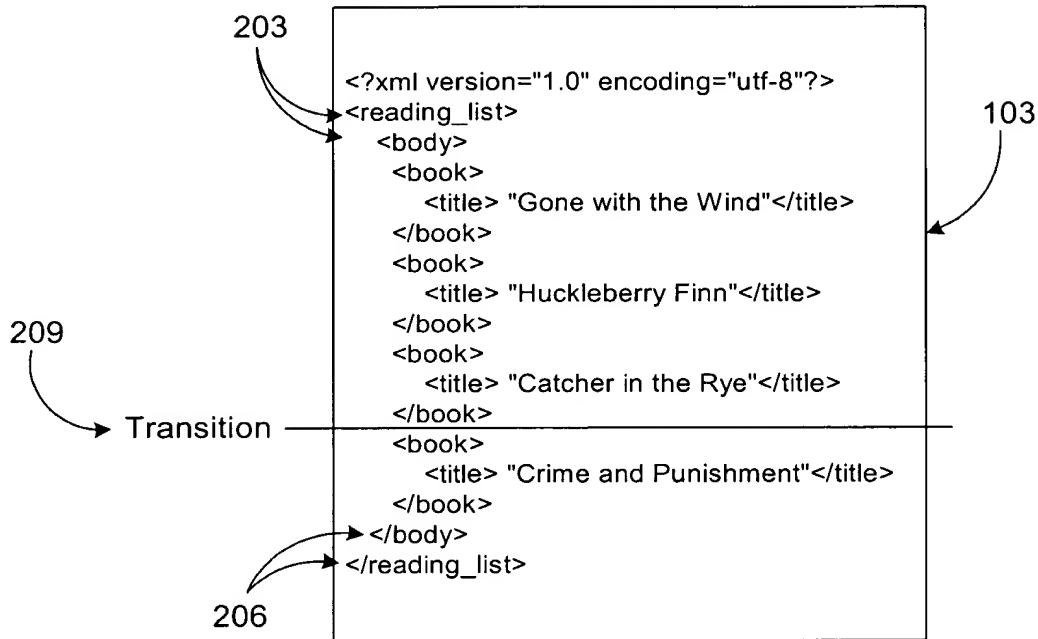 203
<?xml version="1.0" encoding="utf-8"?>
<reading_list>
103
<body>
<book>
<title> "Gone with the Wind"</title>
</book>
<book>
<title> "Huckleberry Finn"</title>
</book>
209
<book>
<title> "Catcher in the Rye"</title>
</book>
Transition
<book>
<title> "Crime and Punishment"</title>
</book>
</body>
</reading_list>
206